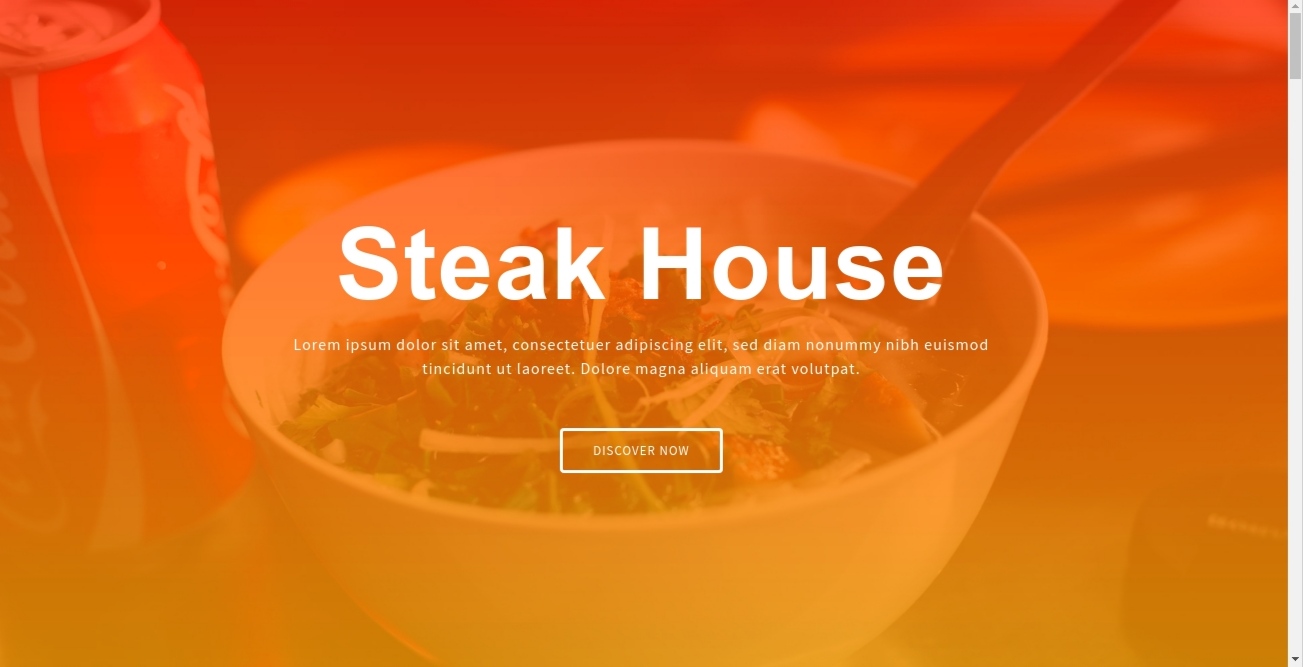 Steak House
Lorem ipsum dolor sit amet, consectetuer adipiscing elit, sed diam nonummy nibh euismod
tincidunt ut laoreet. Dolore magna aliquam erat volutpat.
DISCOVER NOW